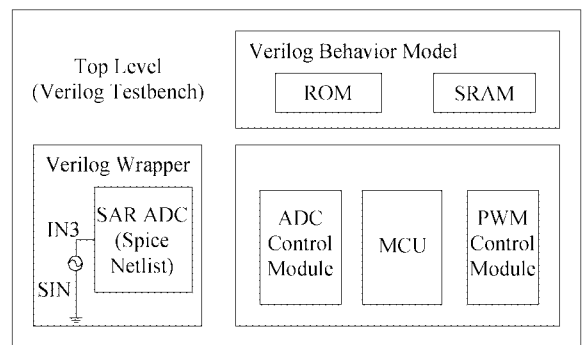 Top Level
(Verilog Testbench)
Verilog Behavior Model
ROM
SRAM
Verilog Wrapper
SAR ADC
(Spice
Netlist)
IN3
SIN
ADC
Control
Module
MCU
PWM
Control
Module